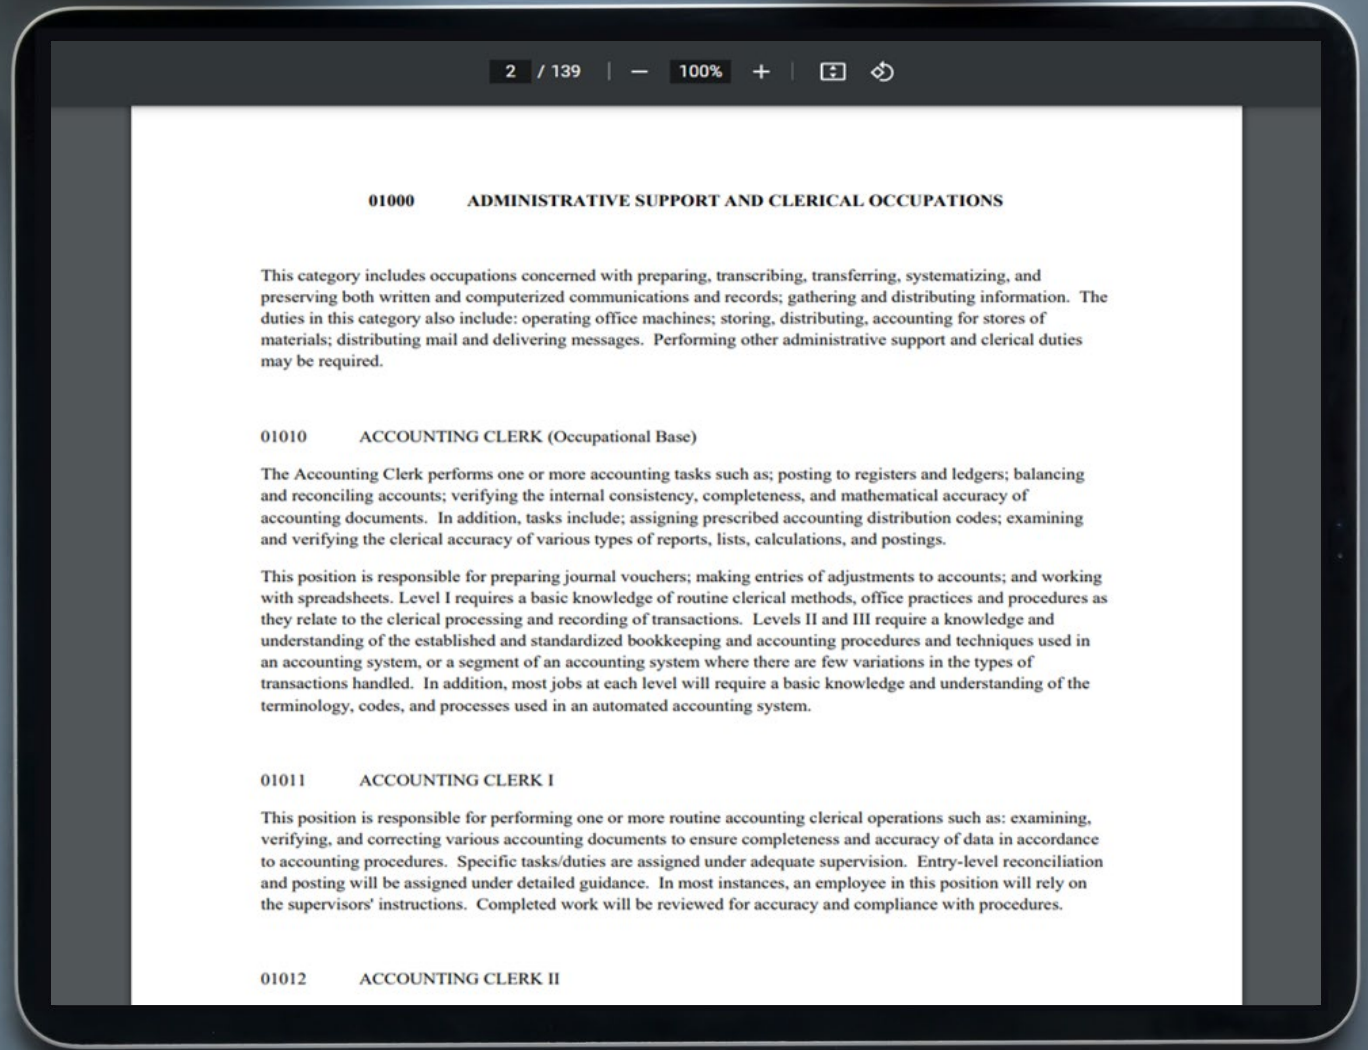 2 / 139 100%
01000 ADMINISTRATIVE SUPPORT AND CLERICAL OCCUPATIONS
This category includes occupations concerned with preparing, transcribing, transferring, systematizing, and
preserving both written and computerized communications and records; gathering and distributing information. The
duties in this category also include: operating office machines; storing, distributing, accounting for stores of
materials; distributing mail and delivering messages. Performing other administrative support and clerical duties
may be required.
01010 ACCOUNTING CLERK (Occupational Base)
The Accounting Clerk performs one or more accounting tasks such as; posting to registers and ledgers; balancing
and reconciling accounts; verifying the internal consistency, completeness, and mathematical accuracy of
accounting documents. In addition, tasks include; assigning prescribed accounting distribution codes; examining
and verifying the clerical accuracy of various types of reports, lists, calculations, and postings.
This position is responsible for preparing journal vouchers; making entries of adjustments to accounts; and working
with spreadsheets. Level I requires a basic knowledge of routine clerical methods, office practices and procedures as
they relate to the clerical processing and recording of transactions. Levels II and III require a knowledge and
understanding of the established and standardized bookkeeping and accounting procedures and techniques used in
an accounting system, or a segment of an accounting system where there are few variations in the types of
transactions handled. In addition, most jobs at each level will require a basic knowledge and understanding of the
terminology, codes, and processes used in an automated accounting system.
01011 ACCOUNTING CLERK I
This position is responsible for performing one or more routine accounting clerical operations such as: examining,
verifying, and correcting various accounting documents to ensure completeness and accuracy of data in accordance
to accounting procedures. Specific tasks/duties are assigned under adequate supervision. Entry-level reconciliation
and posting will be assigned under detailed guidance. In most instances, an employee in this position will rely on
the supervisors' instructions. Completed work will be reviewed for accuracy and compliance with procedures.
01012 ACCOUNTING CLERK II